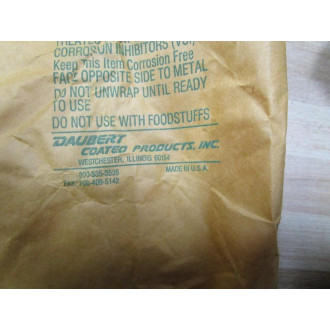 TREATED
CORROSION INHIBITORS (VCI)
Keep This Item Corrosion Free
FACE OPPOSITE SIDE TO METAL
DO NOT UNWRAP UNTIL READY
TO USE
DO NOT USE WITH FOODSTUFFS
DAUBERT
COATED PRODUCTS, INC.
WESTCHESTER, ILLINOIS 60154
MADE IN U.S.A.